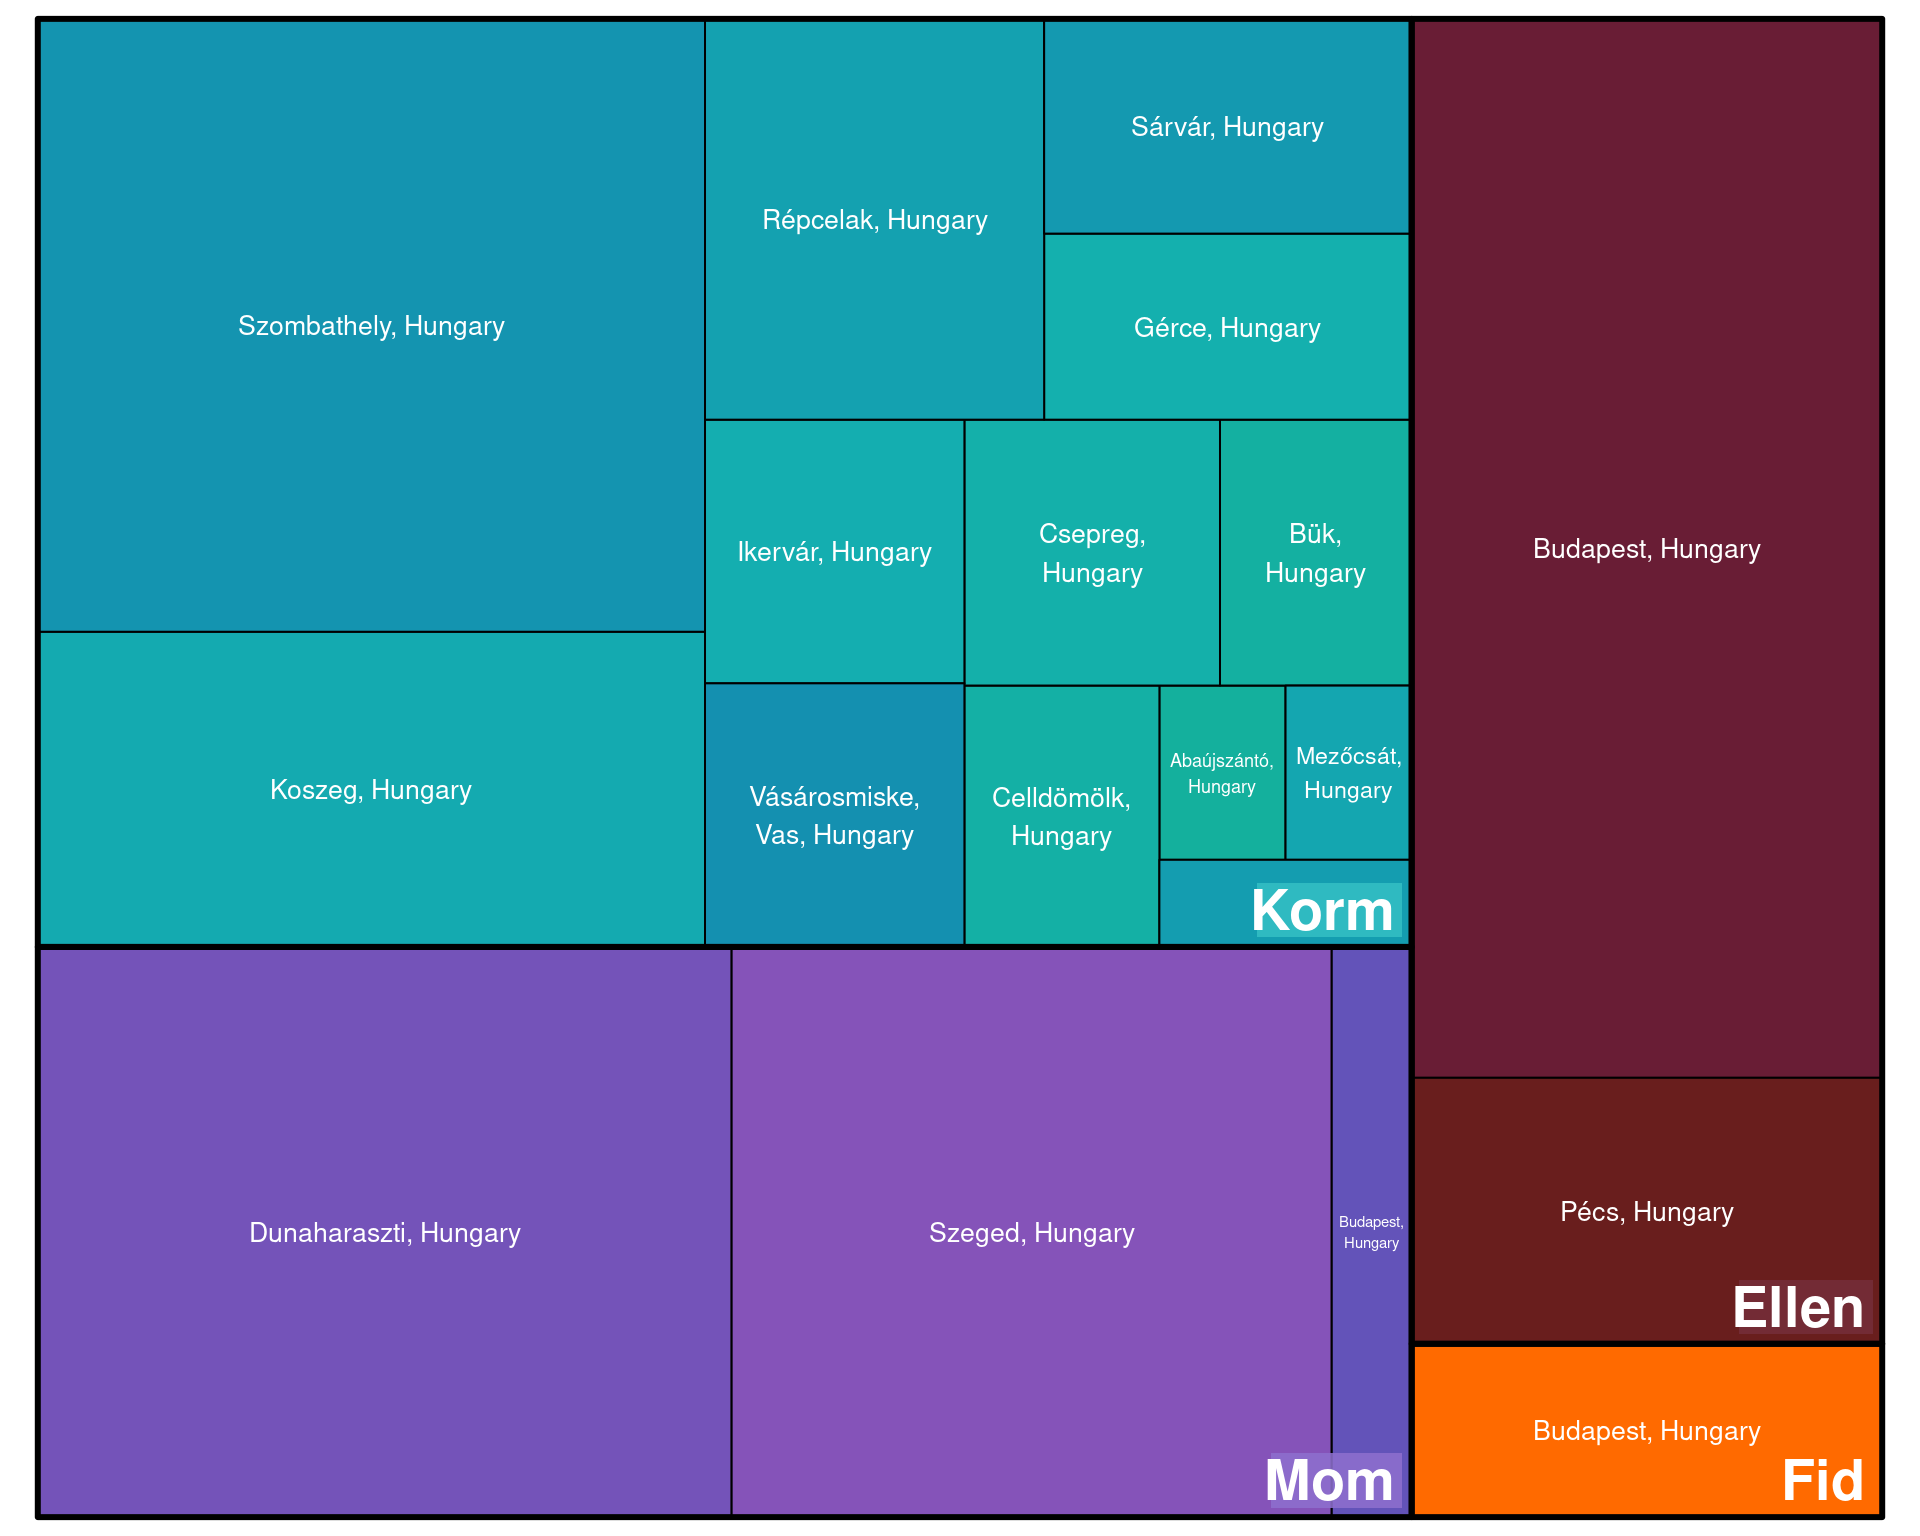 Szombathely, Hungary
Koszeg, Hungary
Répcelak, Hungary
Sárvár, Hungary
Gérce, Hungary
Ikervár, Hungary
Csepreg,
Hungary
Bük,
Hungary
Vásárosmiske,
Vas, Hungary
Celldömölk,
Hungary
Abaújszántó,
Hungary
Mezőcsát,
Hungary
Korm
Dunaharaszti, Hungary
Szeged, Hungary
Budapest,
Hungary
Mom
Budapest, Hungary
Pécs, Hungary
Ellen
Budapest, Hungary
Fid